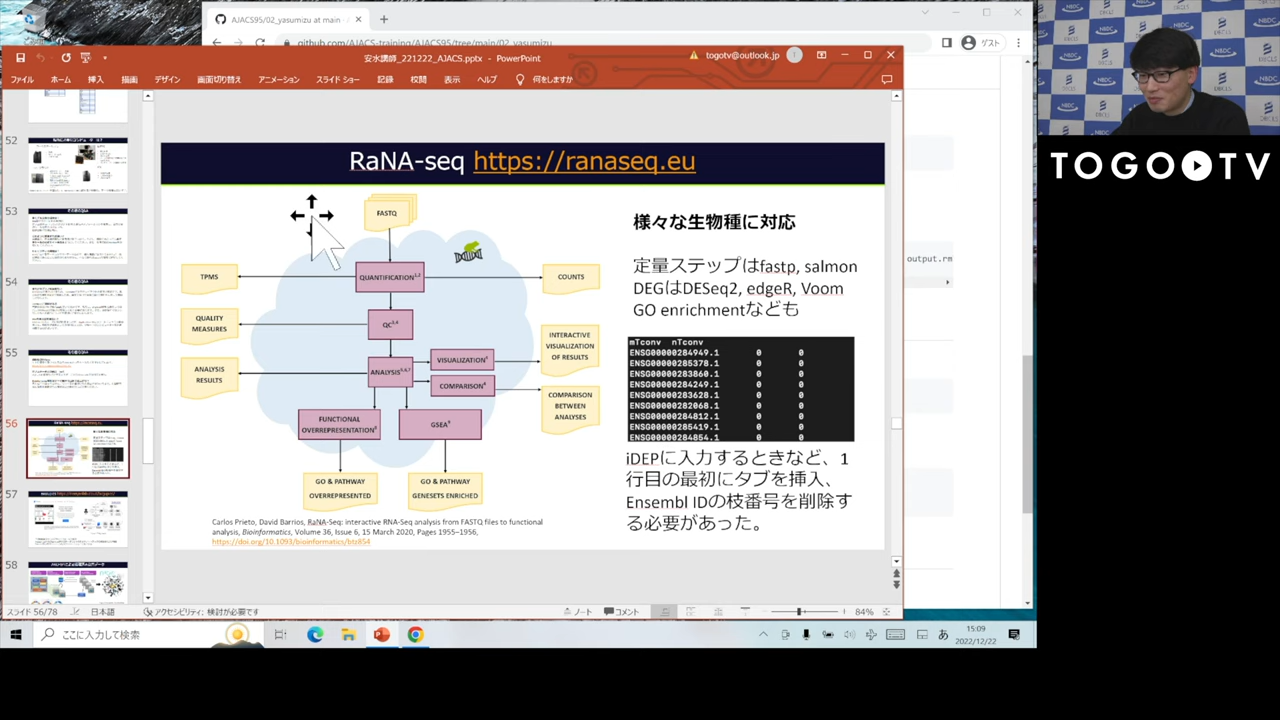 AJACS95/02_yasumizu at main
github.com/AJACS-training/AJACS95/tree/main/02_yasumizu
ゲスト
安水講師_221222_AJACS.pptx - PowerPoint
togotv@outlook.jp
ファイル ホーム 挿入 描画 デザイン 画面切り替え アニメーション スライド ショー 記録 校閲 表示 ヘルプ 何をしますか
TOGO TV
52
53
54
55
56
57
58
RaNA-seq https://ranaseq.eu
FASTQ
TPMS
QUANTIFICATION
COUNTS
QUALITY
MEASURES
QC
INTERACTIVE
VISUALIZATION
OF RESULTS
ANALYSIS
RESULTS
ANALYSIS
VISUALIZATION
COMPARISON
COMPARISON
BETWEEN
ANALYSES
FUNCTIONAL
OVERREPRESENTATION
GSEA
GO & PATHWAY
OVERREPRESENTED
GO & PATHWAY
GENESETS ENRICHED
Carlos Prieto, David Barrios, RaNA-Seq: interactive RNA-Seq analysis from FASTQ files to functional
analysis, Bioinformatics, Volume 36, Issue 6, 15 March 2020, Pages 1955–1956,
https://doi.org/10.1093/bioinformatics/btz854
様々な生物種に対応
定量ステップはfastp, salmon
DEGはDESeq2, edgeR, Voom
GO enrichmentなども
mTconv nTconv
ENSG00000284949.1 0 0
ENSG00000285378.1 0 0
ENSG00000283860.1 0 0
ENSG00000284249.1 0 0
ENSG00000283628.1 0 0
ENSG00000282068.1 0 0
ENSG00000284812.1 0 0
ENSG00000285419.1 0 0
ENSG00000284854.1 0 0
iDEPに入力するときなど、1
行目の最初にタブを挿入、
Ensembl IDの枝番号を削除す
る必要があった。
output.rm
スライド 56/78 日本語 アクセシビリティ: 検討が必要です ノート コメント 84%
ここに入力して検索
あ
15:09
2022/12/22